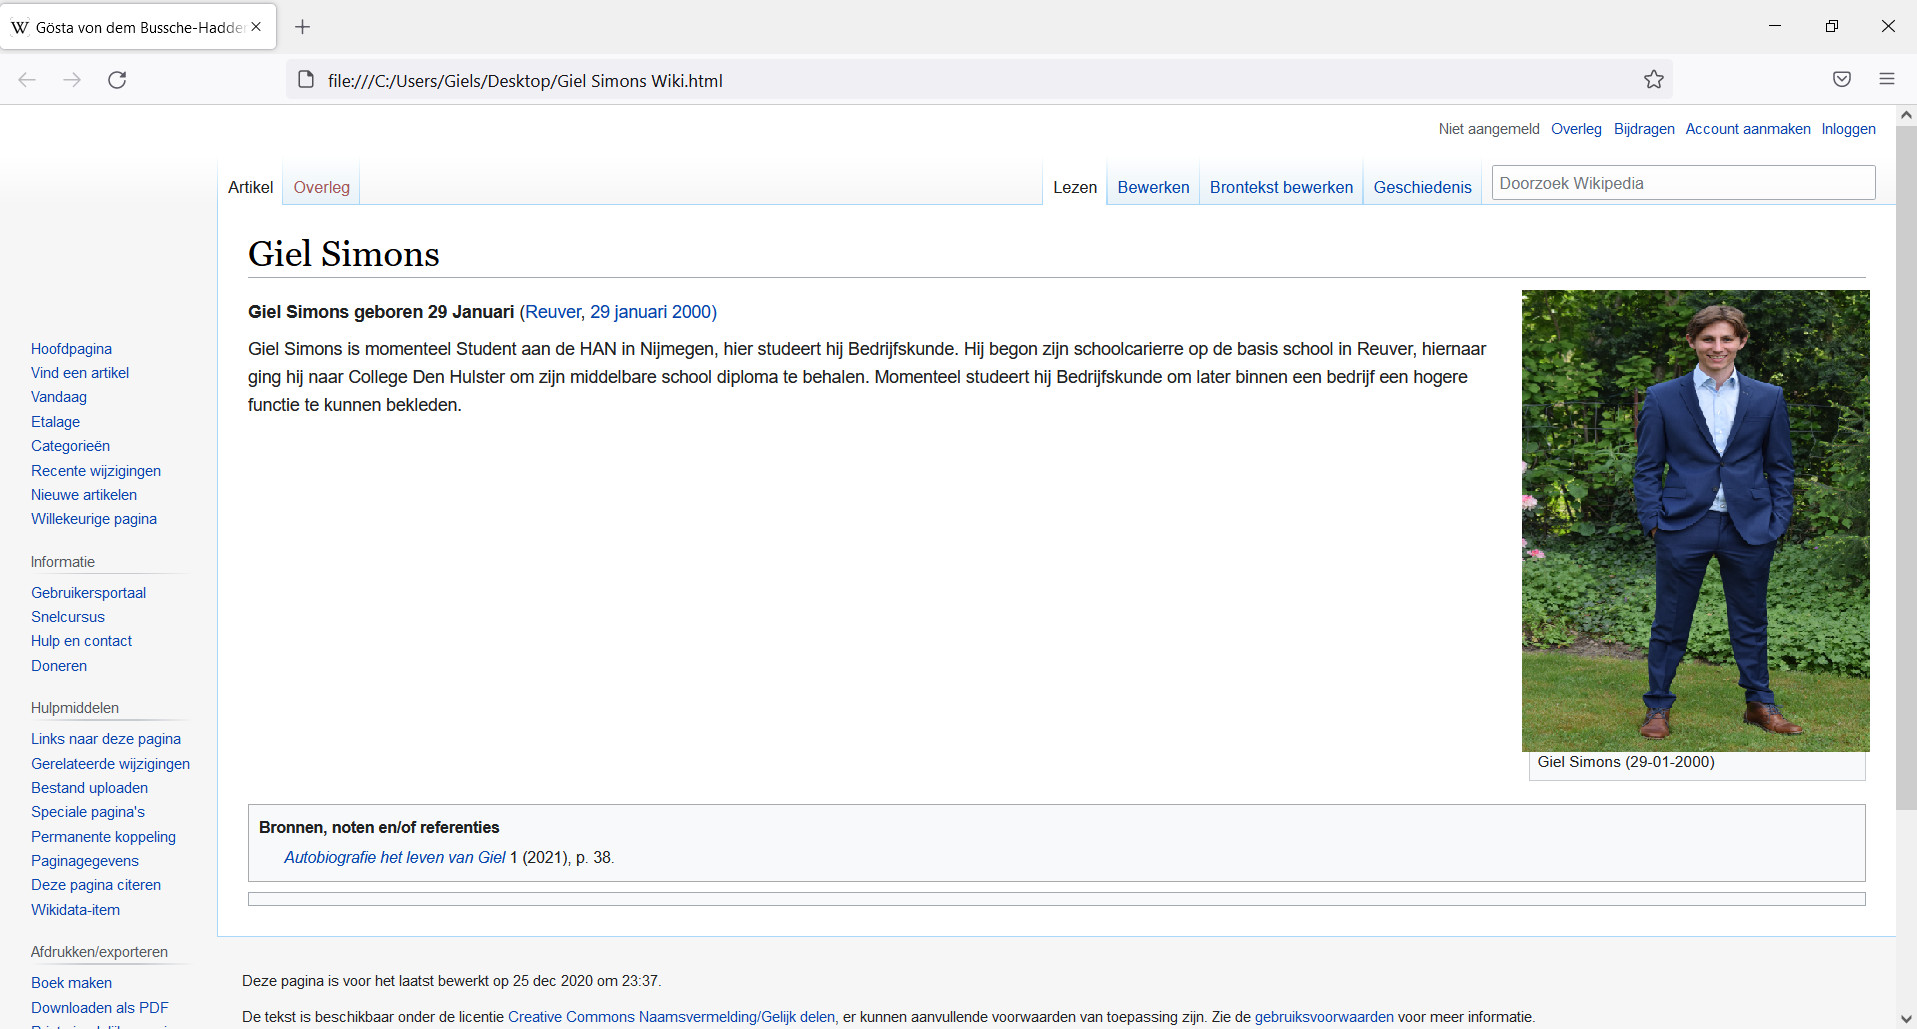 Gösta von dem Bussche-Hadden
file:///C:/Users/Giels/Desktop/Giel Simons Wiki.html
Niet aangemeld Overleg Bijdragen Account aanmaken Inloggen
Artikel Overleg Lezen Bewerken Brontekst bewerken Geschiedenis Doorzoek Wikipedia
Giel Simons
Giel Simons geboren 29 Januari (Reuver, 29 januari 2000)
Giel Simons is momenteel Student aan de HAN in Nijmegen, hier studeert hij Bedrijfskunde. Hij begon zijn schoolcarierre op de basis school in Reuver, hiernaar
ging hij naar College Den Hulster om zijn middelbare school diploma te behalen. Momenteel studeert hij Bedrijfskunde om later binnen een bedrijf een hogere
functie te kunnen bekleden.
Giel Simons (29-01-2000)
Bronnen, noten en/of referenties
Autobiografie het leven van Giel 1 (2021), p. 38.
Hoofdpagina
Vind een artikel
Vandaag
Etalage
Categorieën
Recente wijzigingen
Nieuwe artikelen
Willekeurige pagina
Informatie
Gebruikersportaal
Snelcursus
Hulp en contact
Doneren
Hulpmiddelen
Links naar deze pagina
Gerelateerde wijzigingen
Bestand uploaden
Speciale pagina's
Permanente koppeling
Paginagegevens
Deze pagina citeren
Wikidata-item
Afdrukken/exporteren
Boek maken
Downloaden als PDF
Deze pagina is voor het laatst bewerkt op 25 dec 2020 om 23:37.
De tekst is beschikbaar onder de licentie Creative Commons Naamsvermelding/Gelijk delen, er kunnen aanvullende voorwaarden van toepassing zijn. Zie de gebruiksvoorwaarden voor meer informatie.